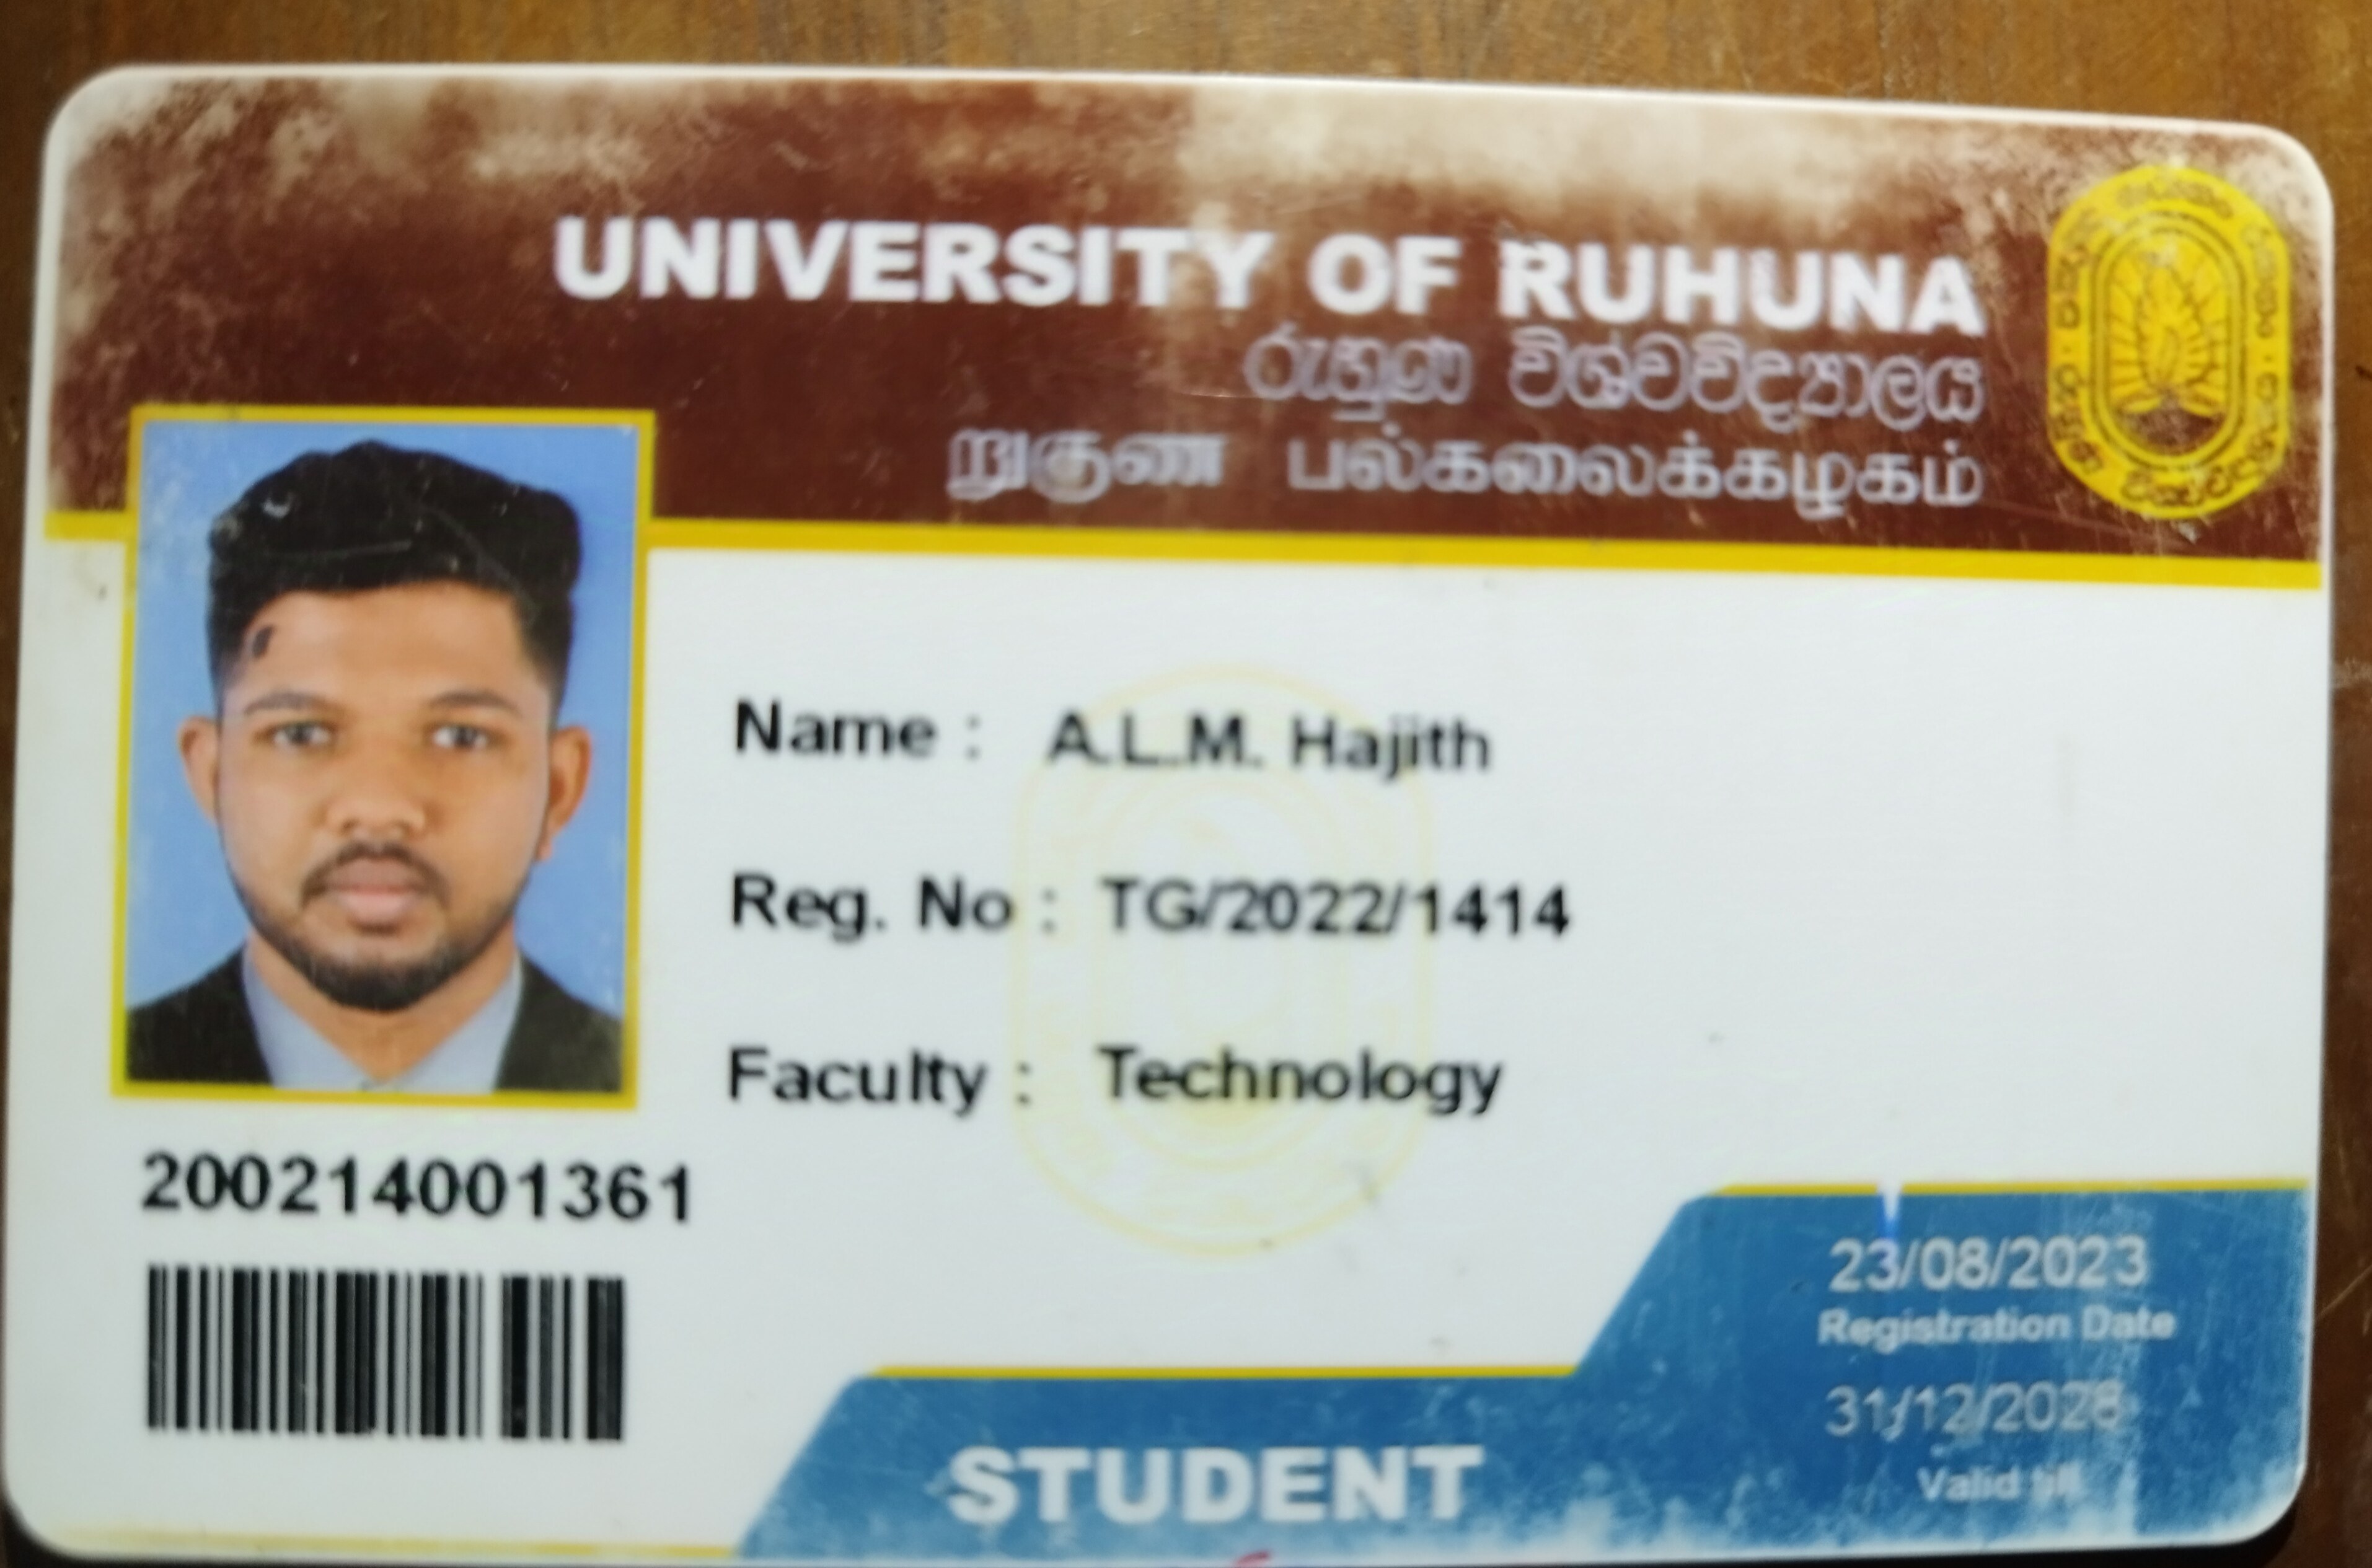 UNIVERSITY OF RUHUNA
රුහුණ විශ්වවිද්‍යාලය
றுகுண பல்கலைக்கழகம்
Name : A.L.M. Hajith
Reg. No : TG/2022/1414
Faculty : Technology
200214001361
23/08/2023
Registration Date
31/12/2028
Valid till
STUDENT